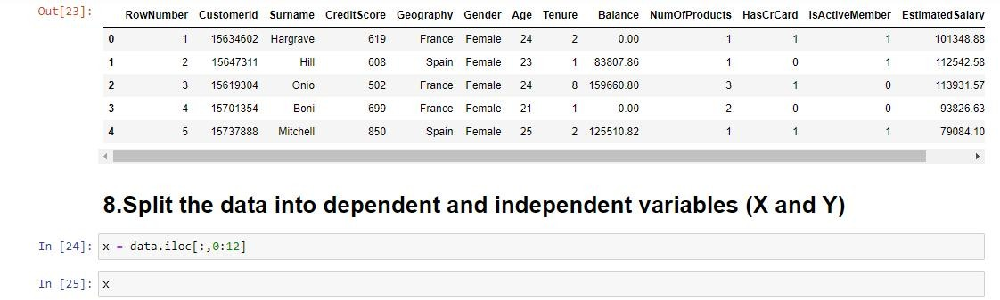 Out[23]:
RowNumber CustomerId Surname CreditScore Geography Gender Age Tenure Balance NumOfProducts HasCrCard IsActiveMember EstimatedSalary
0 1 15634602 Hargrave 619 France Female 24 2 0.00 1 1 1 101348.88
1 2 15647311 Hill 608 Spain Female 23 1 83807.86 1 0 1 112542.58
2 3 15619304 Onio 502 France Female 24 8 159660.80 3 1 0 113931.57
3 4 15701354 Boni 699 France Female 21 1 0.00 2 0 0 93826.63
4 5 15737888 Mitchell 850 Spain Female 25 2 125510.82 1 1 1 79084.10
8.Split the data into dependent and independent variables (X and Y)
In [24]: x = data.iloc[:,0:12]
In [25]: x